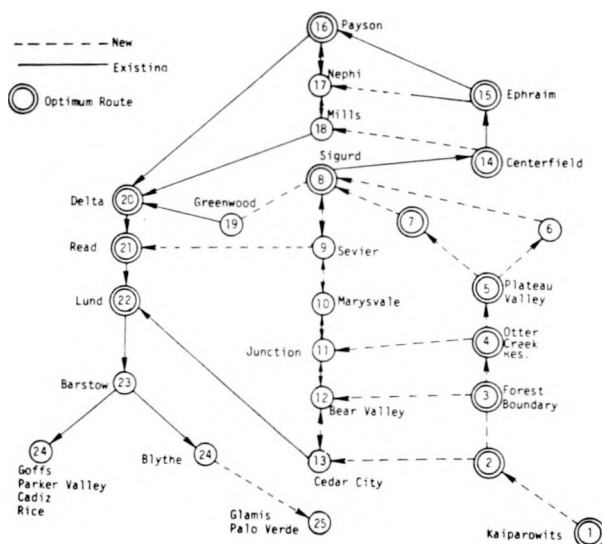 New
Existing
Optimum Route
16
Payson
17
Nephi
15
Ephraim
18
Mills
14
Centerfield
Sigurd
8
Delta
20
Greenwood
19
7
6
Read
21
9
Sevier
5
Plateau
Valley
Lund
22
10
Marysvale
4
Otter
Creek
Res.
Junction
11
Barstow
23
12
Bear Valley
3
Forest
Boundary
24
Goffs
Parker Valley
Cadiz
Rice
Blythe
24
13
Cedar City
2
Glamis
Palo Verde
25
Kaiparowits
1